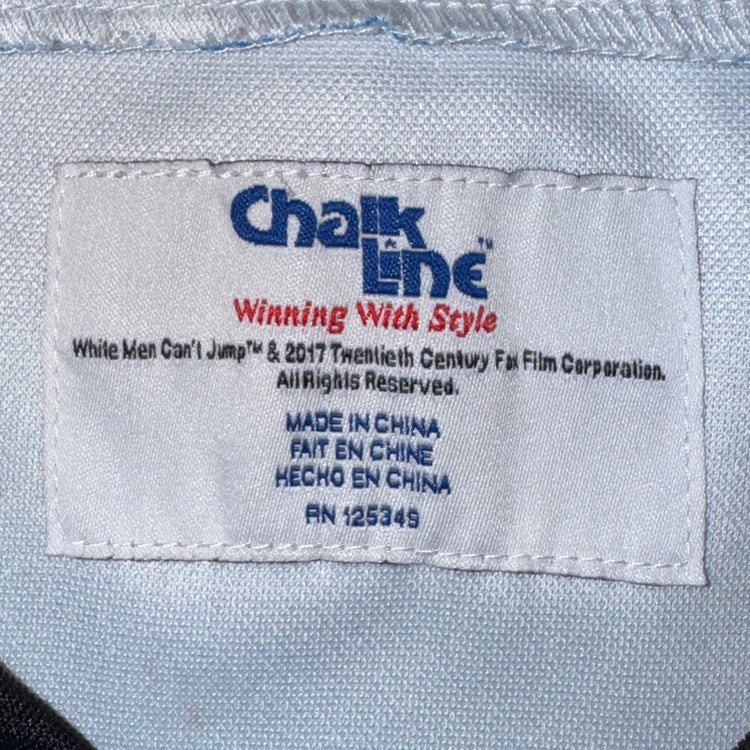 Chalk
Line™
Winning With Style
White Men Can't Jump™ & 2017 Twentieth Century Fox Film Corporation.
All Rights Reserved.
MADE IN CHINA
FAIT EN CHINE
HECHO EN CHINA
RN 125349